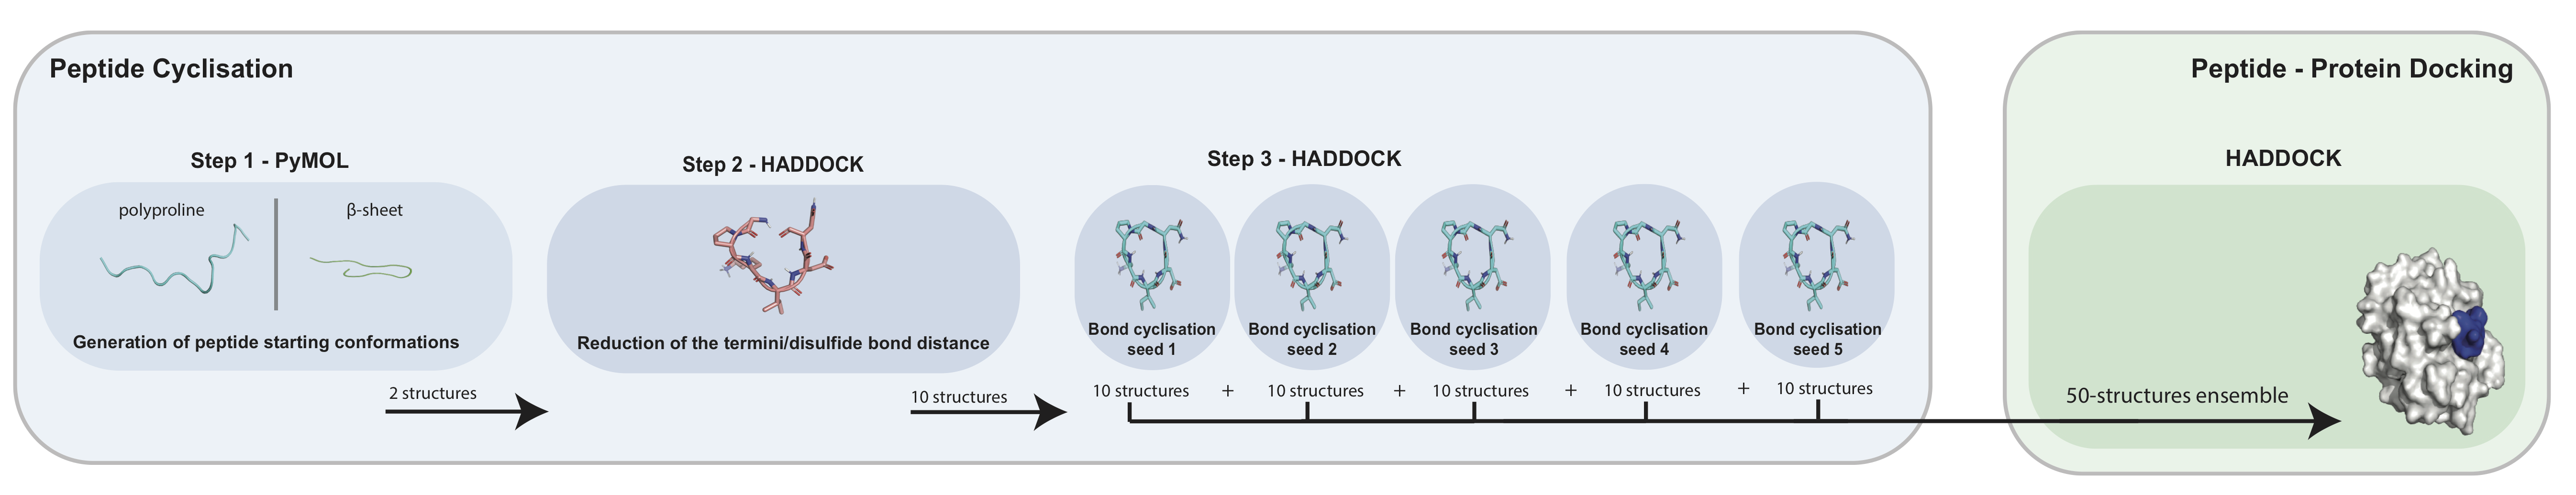 Peptide Cyclisation
Peptide - Protein Docking
Step 1 - PyMOL
Step 2 - HADDOCK
Step 3 - HADDOCK
HADDOCK
polyproline
β-sheet
Generation of peptide starting conformations
Reduction of the termini/disulfide bond distance
Bond cyclisation
seed 1
Bond cyclisation
seed 2
Bond cyclisation
seed 3
Bond cyclisation
seed 4
Bond cyclisation
seed 5
2 structures
10 structures
10 structures + 10 structures + 10 structures + 10 structures + 10 structures
50-structures ensemble